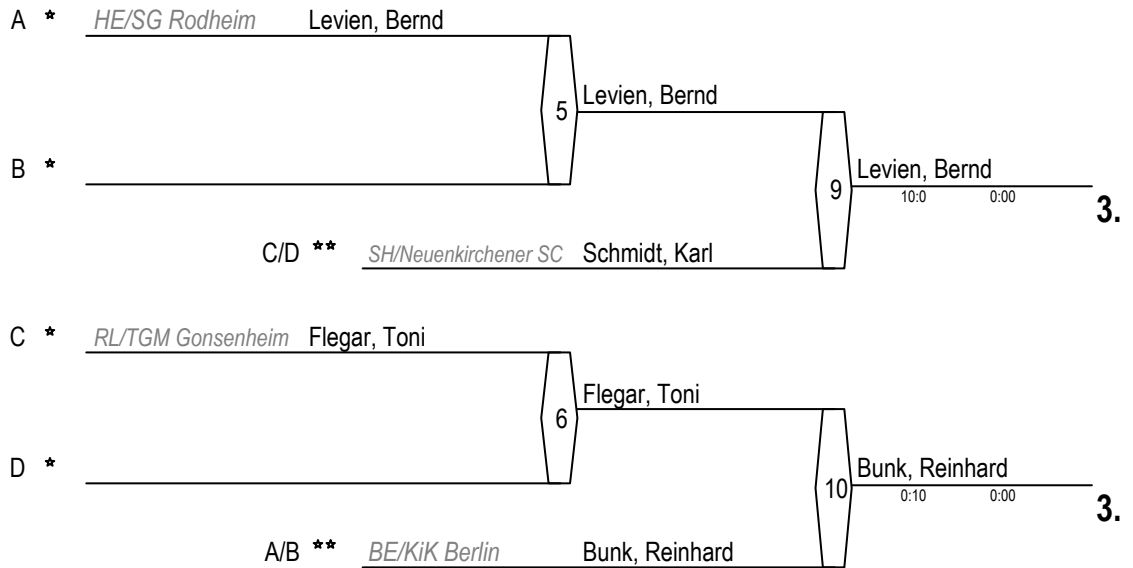 A * HE/SG Rodheim Levien, Bernd
5 Levien, Bernd
B *
9 Levien, Bernd
10:0 0:00
3.
C/D ** SH/Neuenkirchener SC Schmidt, Karl
C * RL/TGM Gonsenheim Flegar, Toni
6 Flegar, Toni
D *
10 Bunk, Reinhard
0:10 0:00
3.
A/B ** BE/KiK Berlin Bunk, Reinhard